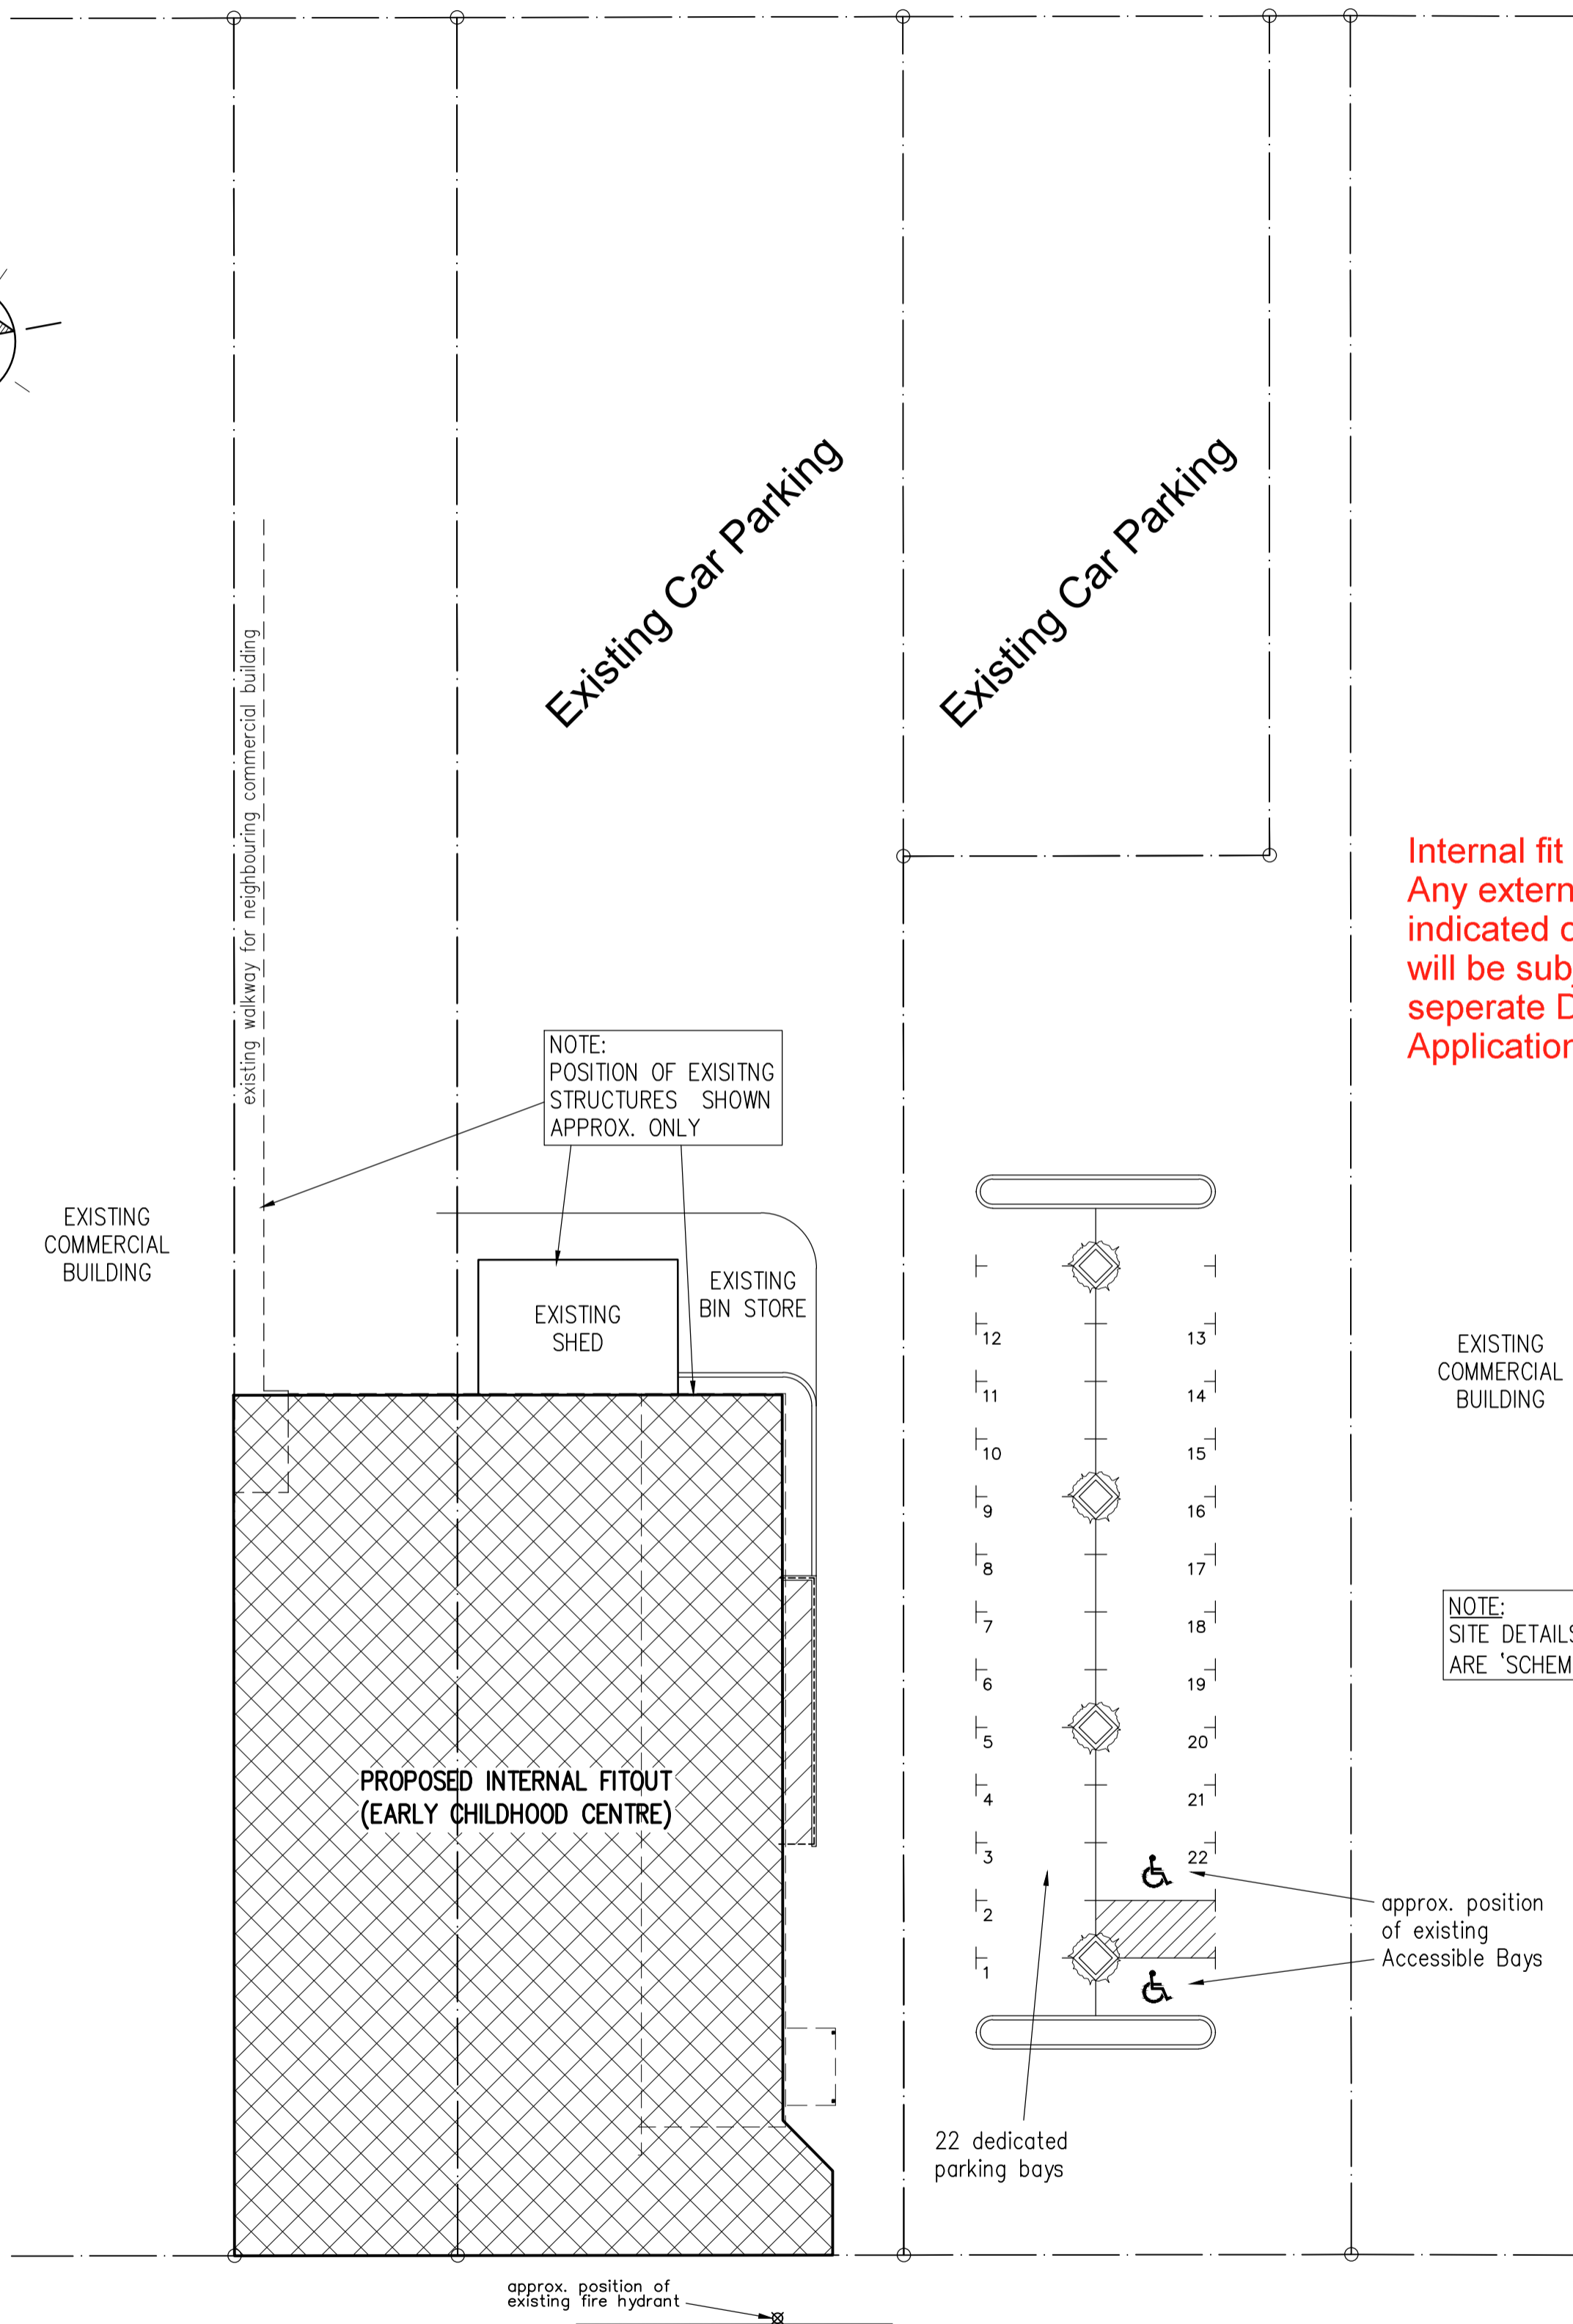 Existing Car Parking
Existing Car Parking
existing walkway for neighbouring commercial building
Internal fit
Any extern
indicated
will be sub
seperate D
Application
NOTE:
POSITION OF EXISITNG
STRUCTURES SHOWN
APPROX. ONLY
EXISTING
COMMERCIAL
BUILDING
EXISTING
SHED
EXISTING
BIN STORE
12
13
11
14
10
15
9
16
8
17
7
18
6
19
5
20
4
21
3
22
2
1
EXISTING
COMMERCIAL
BUILDING
NOTE:
SITE DETAILS
ARE 'SCHEM
PROPOSED INTERNAL FITOUT
(EARLY CHILDHOOD CENTRE)
approx. position
of existing
Accessible Bays
22 dedicated
parking bays
approx. position of
existing fire hydrant